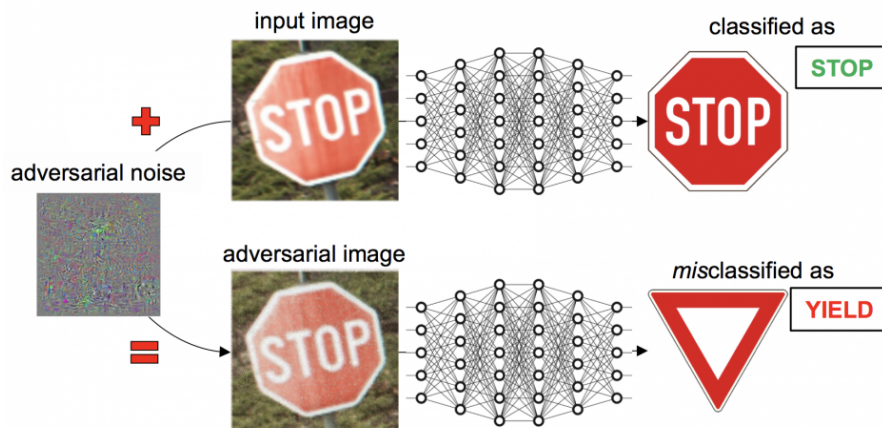 input image
classified as
STOP
STOP
STOP
adversarial noise
adversarial image
misclassified as
STOP
YIELD